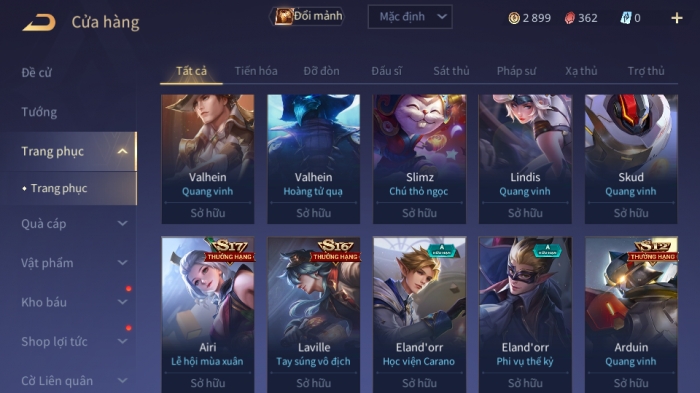 Cửa hàng
Đổi mảnh
Mặc định
2 899
362
0
Đề cử
Tướng
Trang phục
Trang phục
Quà cáp
Vật phẩm
Kho báu
Shop lợi tức
Cờ Liên quân
Tất cả
Tiến hóa
Đỡ đòn
Đấu sĩ
Sát thủ
Pháp sư
Xạ thủ
Trợ thủ
Valhein
Quang vinh
Sở hữu
Valhein
Hoàng tử quạ
Sở hữu
Slimz
Chú thỏ ngọc
Sở hữu
Lindis
Quang vinh
Sở hữu
Skud
Quang vinh
Sở hữu
S17
THƯỞNG HẠNG
Airi
Lễ hội mùa xuân
Sở hữu
S16
THƯỞNG HẠNG
Laville
Tay súng vô địch
Sở hữu
A
Eland'orr
Học viện Carano
Sở hữu
A
Eland'orr
Phi vụ thế kỷ
Sở hữu
S12
THƯỞNG HẠNG
Arduin
Quang vinh
Sở hữu